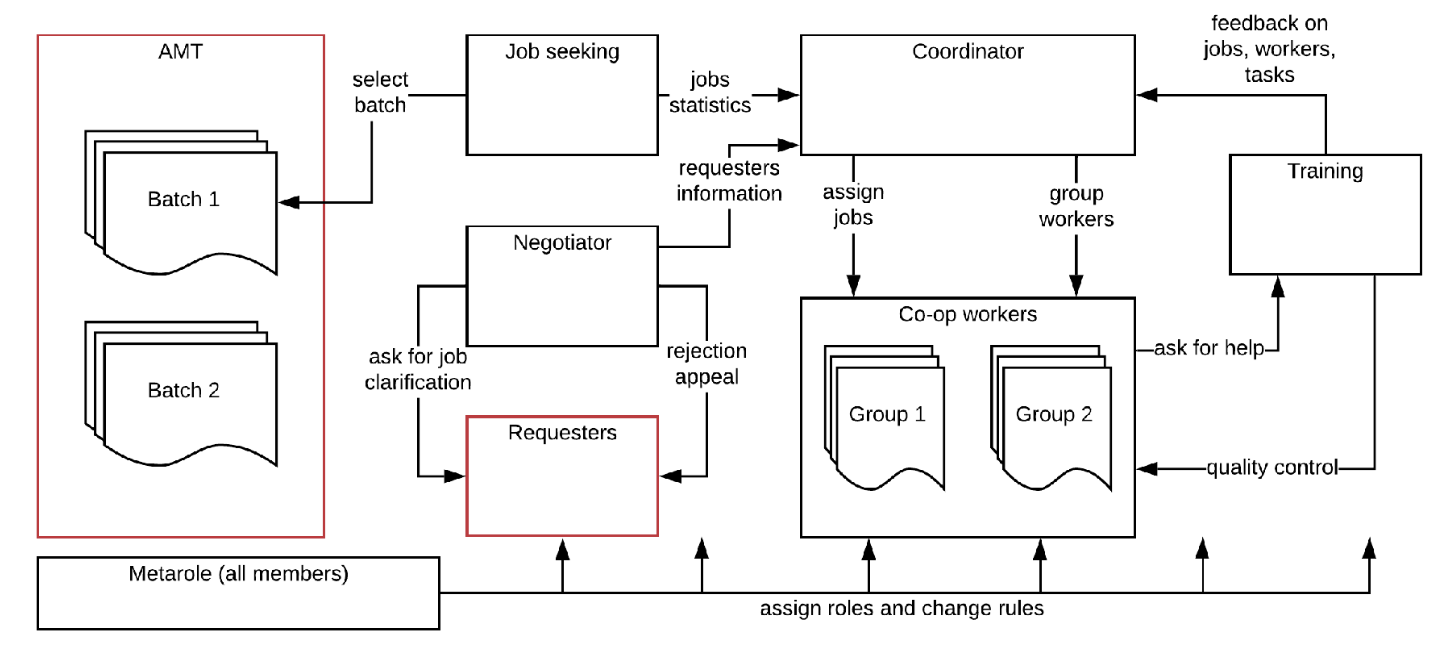 AMT
Batch 1
Batch 2
select
batch
Job seeking
jobs
statistics
Coordinator
feedback on
jobs, workers,
tasks
requesters
information
Negotiator
assign
jobs
group
workers
Training
ask for job
clarification
rejection
appeal
Requesters
Co-op workers
Group 1
Group 2
ask for help
quality control
Metarole (all members)
assign roles and change rules